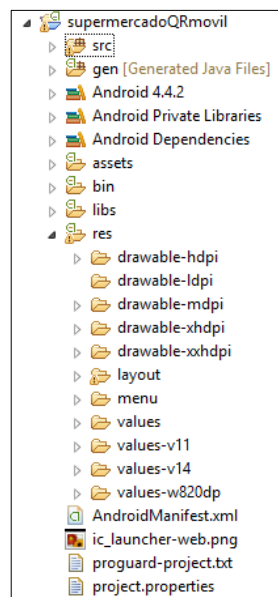 supermercadoQRmovil
src
gen [Generated Java Files]
Android 4.4.2
Android Private Libraries
Android Dependencies
assets
bin
libs
res
drawable-hdpi
drawable-ldpi
drawable-mdpi
drawable-xhdpi
drawable-xxhdpi
layout
menu
values
values-v11
values-v14
values-w820dp
AndroidManifest.xml
ic_launcher-web.png
proguard-project.txt
project.properties